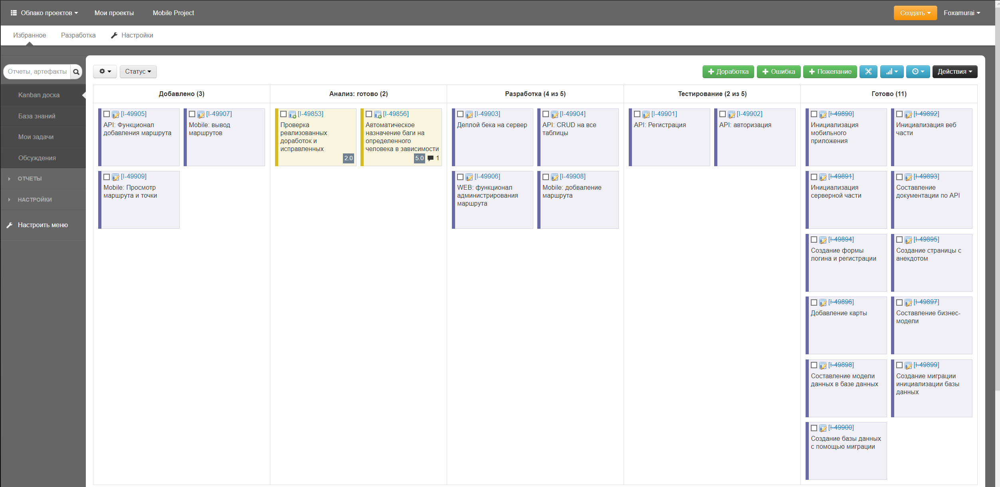 Облако проектов
Мои проекты
Mobile Project
Создать
Foxamurai
Избранное
Разработка
Настройки
Отчеты, артефакты
Kanban доска
База знаний
Мои задачи
Обсуждения
ОТЧЕТЫ
НАСТРОЙКИ
Настроить меню
Статус
Доработка
Ошибка
Пожелание
Действия
Добавлено (3)
Анализ: готово (2)
Разработка (4 из 5)
Тестирование (2 из 5)
Готово (11)
[I-49905]
API: Функционал
добавления маршрута
[I-49907]
Mobile: вывод
маршрутов
[I-49909]
Mobile: Просмотр
маршрута и точки
[I-49853]
Проверка
реализованных
доработок и
исправленных
2.0
[I-49856]
Автоматическое
назначение баги на
определенного
человека в зависимости
5.0 1
[I-49903]
Деплой бека на сервер
[I-49904]
API: CRUD на все
таблицы
[I-49906]
WEB: функционал
администрирования
маршрута
[I-49908]
Mobile: добваление
маршрута
[I-49901]
API: Регистрация
[I-49902]
API: авторизация
[I-49890]
Инициализация
мобильного
приложения
[I-49892]
Инициализация веб
части
[I-49891]
Инициализация
серверной части
[I-49893]
Составление
документации по API
[I-49894]
Создание формы
логина и регистрации
[I-49895]
Создание страницы с
анекдотом
[I-49896]
Добавление карты
[I-49897]
Составление бизнес-
модели
[I-49898]
Составление модели
данных в базе данных
[I-49899]
Создание миграции
инициализации базы
данных
[I-49900]
Создание базы данных
с помощью миграции